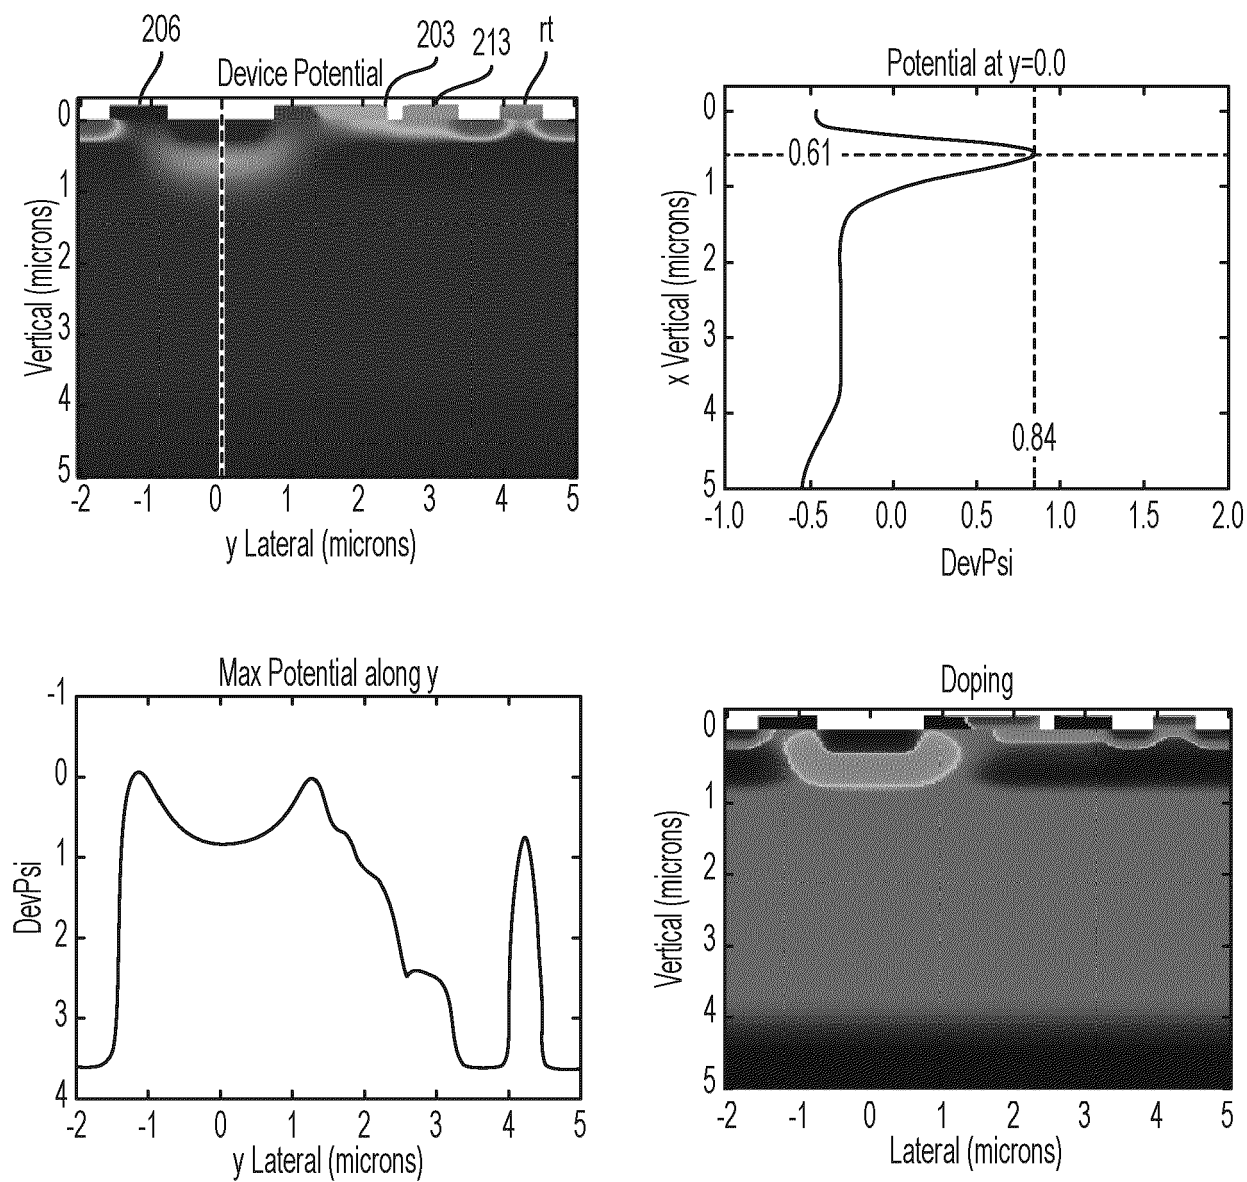 206
203
213
rt
Device Potential
0
1
2
3
4
5
Vertical (microns)
-2 -1 0 1 2 3 4 5
y Lateral (microns)
Potential at y=0.0
0
1
2
3
4
5
x Vertical (microns)
0.61
0.84
-1.0 -0.5 0.0 0.5 1.0 1.5 2.0
DevPsi
Max Potential along y
-1
0
1
2
3
4
DevPsi
-2 -1 0 1 2 3 4 5
y Lateral (microns)
Doping
0
1
2
3
4
5
Vertical (microns)
-2 -1 0 1 2 3 4 5
Lateral (microns)